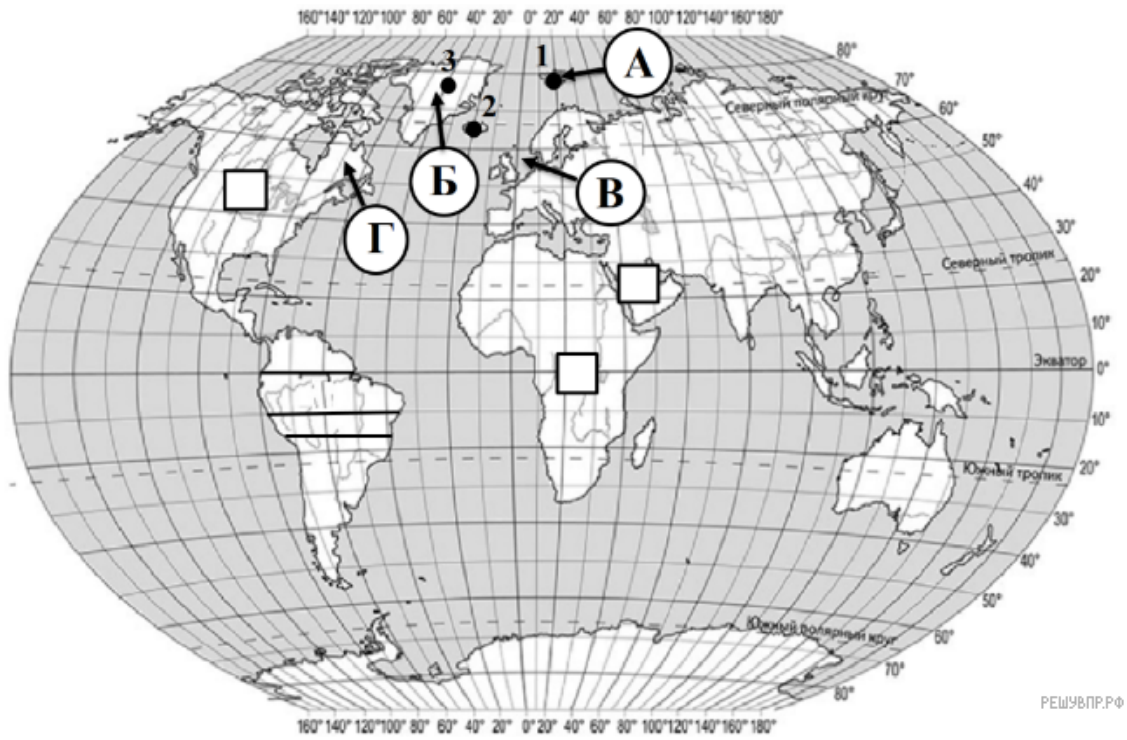 160°140° 120° 100° 80° 60° 40° 20° 0° 20° 40° 60° 80° 100°120°140°160°180°
80°
1
А
3
70°
Северный полярный круг
60°
2
50°
Б
В
40°
Г
30°
Северный тропик
20°
10°
Экватор
0°
10°
20°
Южный тропик
30°
40°
50°
Южный полярный круг
60°
70°
80°
РЕШУВПР.РФ
160°140°120°100° 80° 60° 40° 20° 0° 20° 40° 60° 80° 100°120°140°160°180°